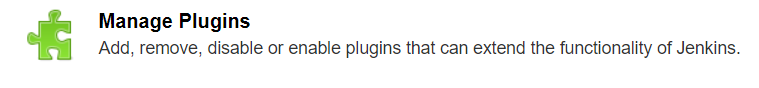 Manage Plugins
Add, remove, disable or enable plugins that can extend the functionality of Jenkins.